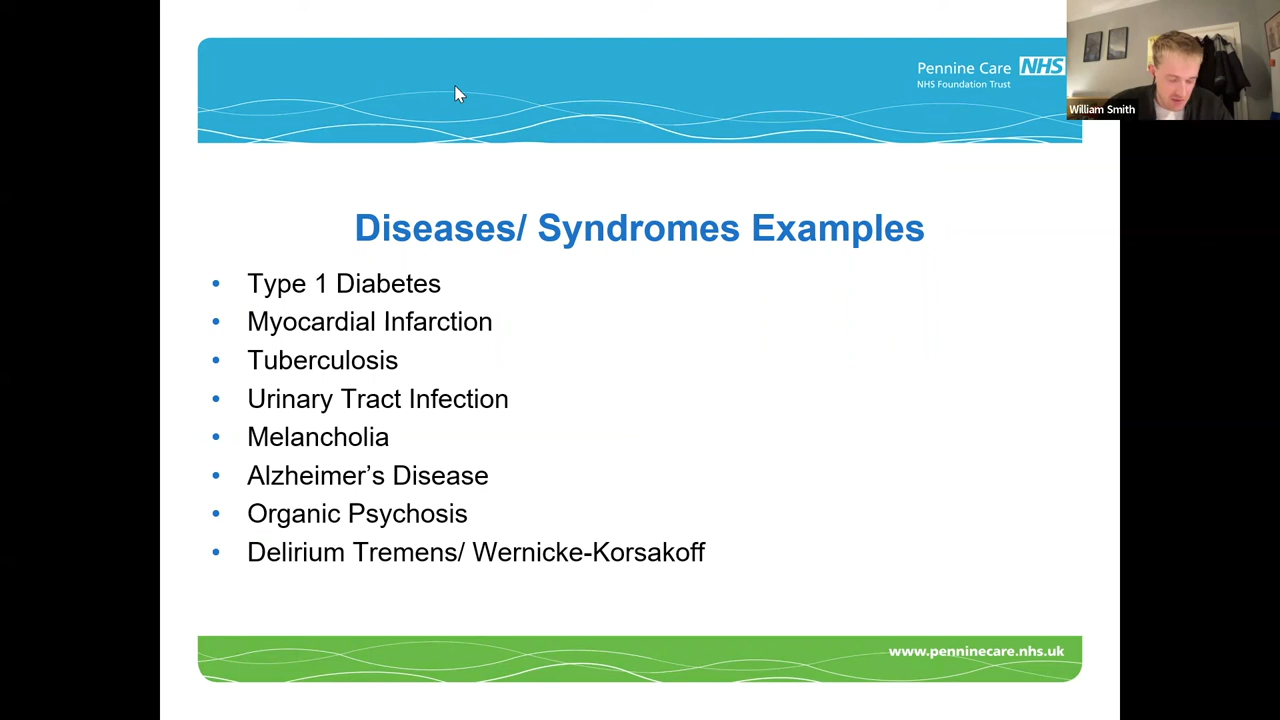 Pennine Care NHS
NHS Foundation Trust
William Smith
Diseases/ Syndromes Examples
• Type 1 Diabetes
• Myocardial Infarction
• Tuberculosis
• Urinary Tract Infection
• Melancholia
• Alzheimer’s Disease
• Organic Psychosis
• Delirium Tremens/ Wernicke-Korsakoff
www.penninecare.nhs.uk